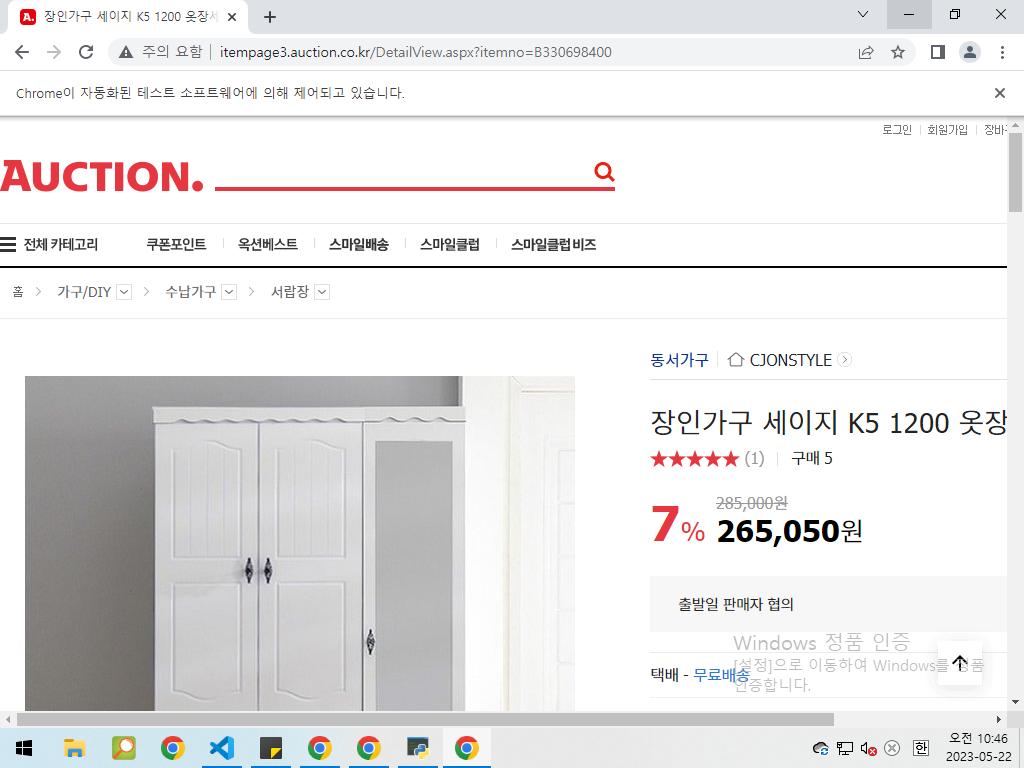 장인가구 세이지 K5 1200 옷장세
주의 요함 itempage3.auction.co.kr/DetailView.aspx?itemno=B330698400
Chrome이 자동화된 테스트 소프트웨어에 의해 제어되고 있습니다.
로그인 회원가입 장바구
AUCTION.
전체 카테고리 쿠폰포인트 옥션베스트 스마일배송 스마일클럽 스마일클럽 비즈
홈 가구/DIY 수납가구 서랍장
동서가구 CJONSTYLE
장인가구 세이지 K5 1200 옷장
★★★★★ (1) 구매 5
285,000원
7% 265,050원
출발일 판매자 협의
Windows 정품 인증
[설정]으로 이동하여 Windows를 정품
인증합니다.
택배 - 무료배송
한
오전 10:46
2023-05-22